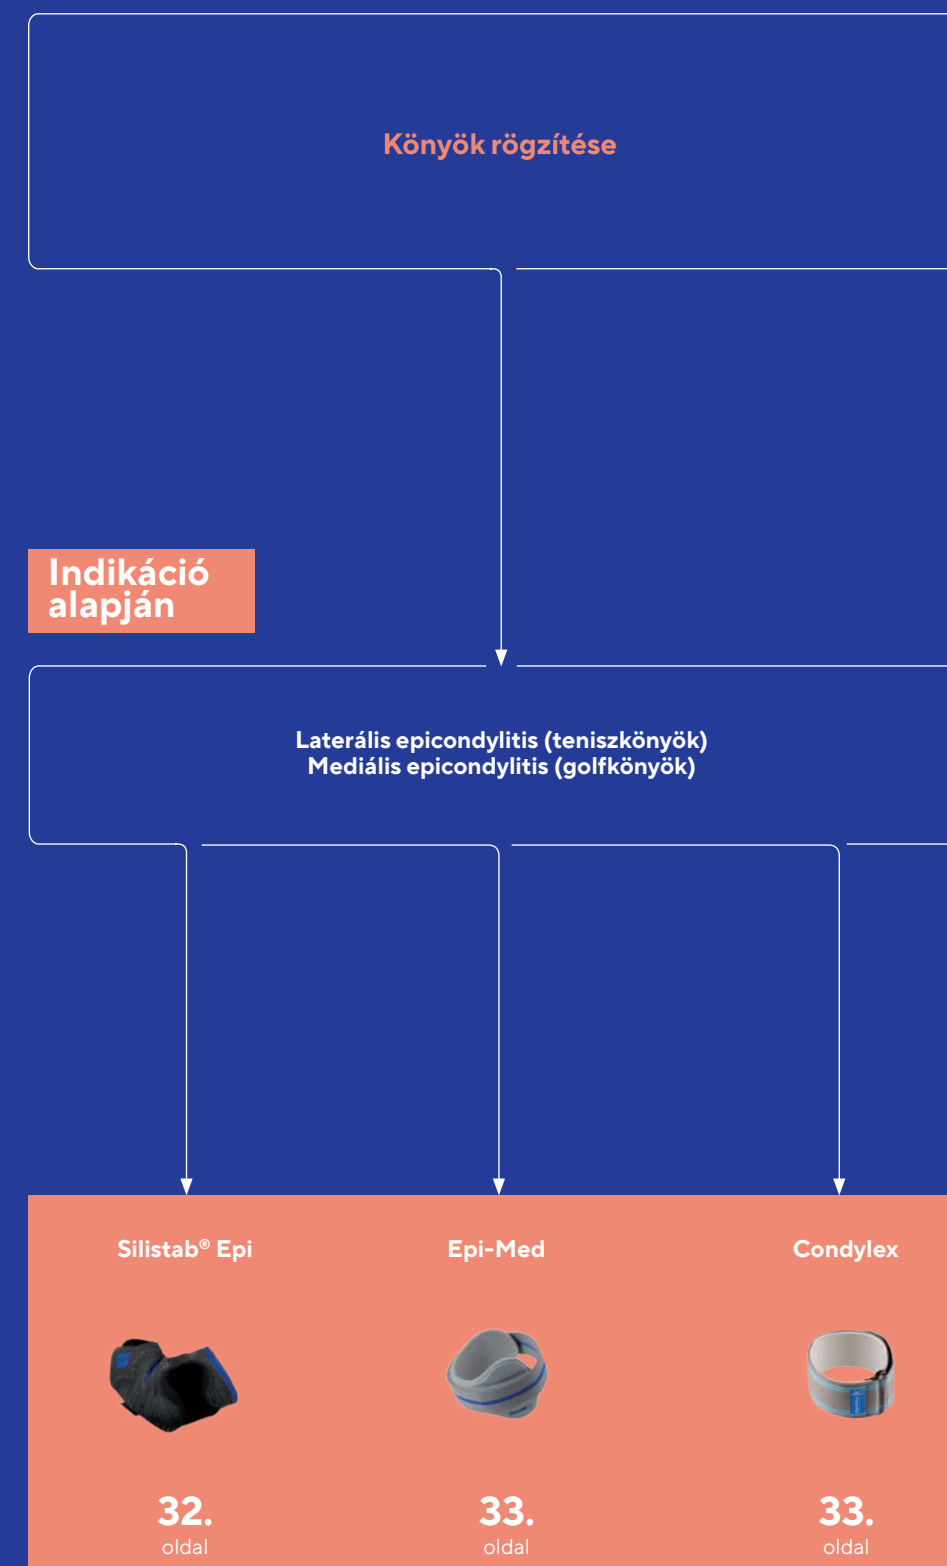 Könyök rögzítése
Indikáció
alapján
Laterális epicondylitis (teniszkönyök)
Mediális epicondylitis (golfkönyök)
Silistab® Epi
Epi-Med
Condylex
32.
oldal
33.
oldal
33.
oldal